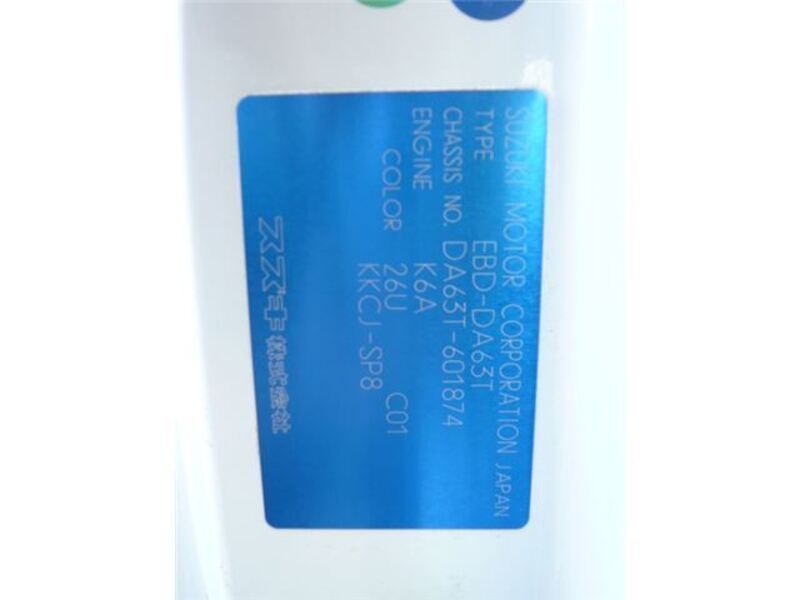 SUZUKI MOTOR CORPORATION JAPAN
TYPE EBD-DA63T
CHASSIS NO. DA63T-601874
ENGINE K6A
COLOR 26U C01
KKCJ-SP8
スズキ株式会社